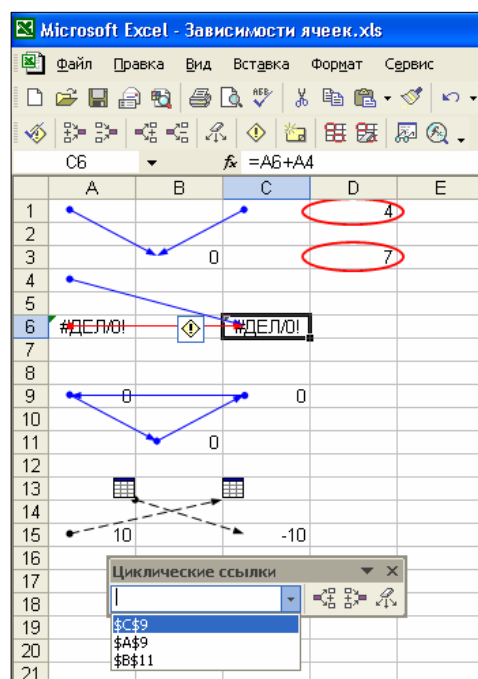 Microsoft Excel - Зависимости ячеек.xls
Файл Правка Вид Вставка Формат Сервис
C6 fx =A6+A4
A B C D E
1 4
2
3 0 7
4
5
6 #ДЕЛ/0! #ДЕЛ/0!
7
8
9 0 0
10
11 0
12
13
14
15 10 -10
16
17
18
19
20
21
Циклические ссылки
$C$9
$A$9
$B$11